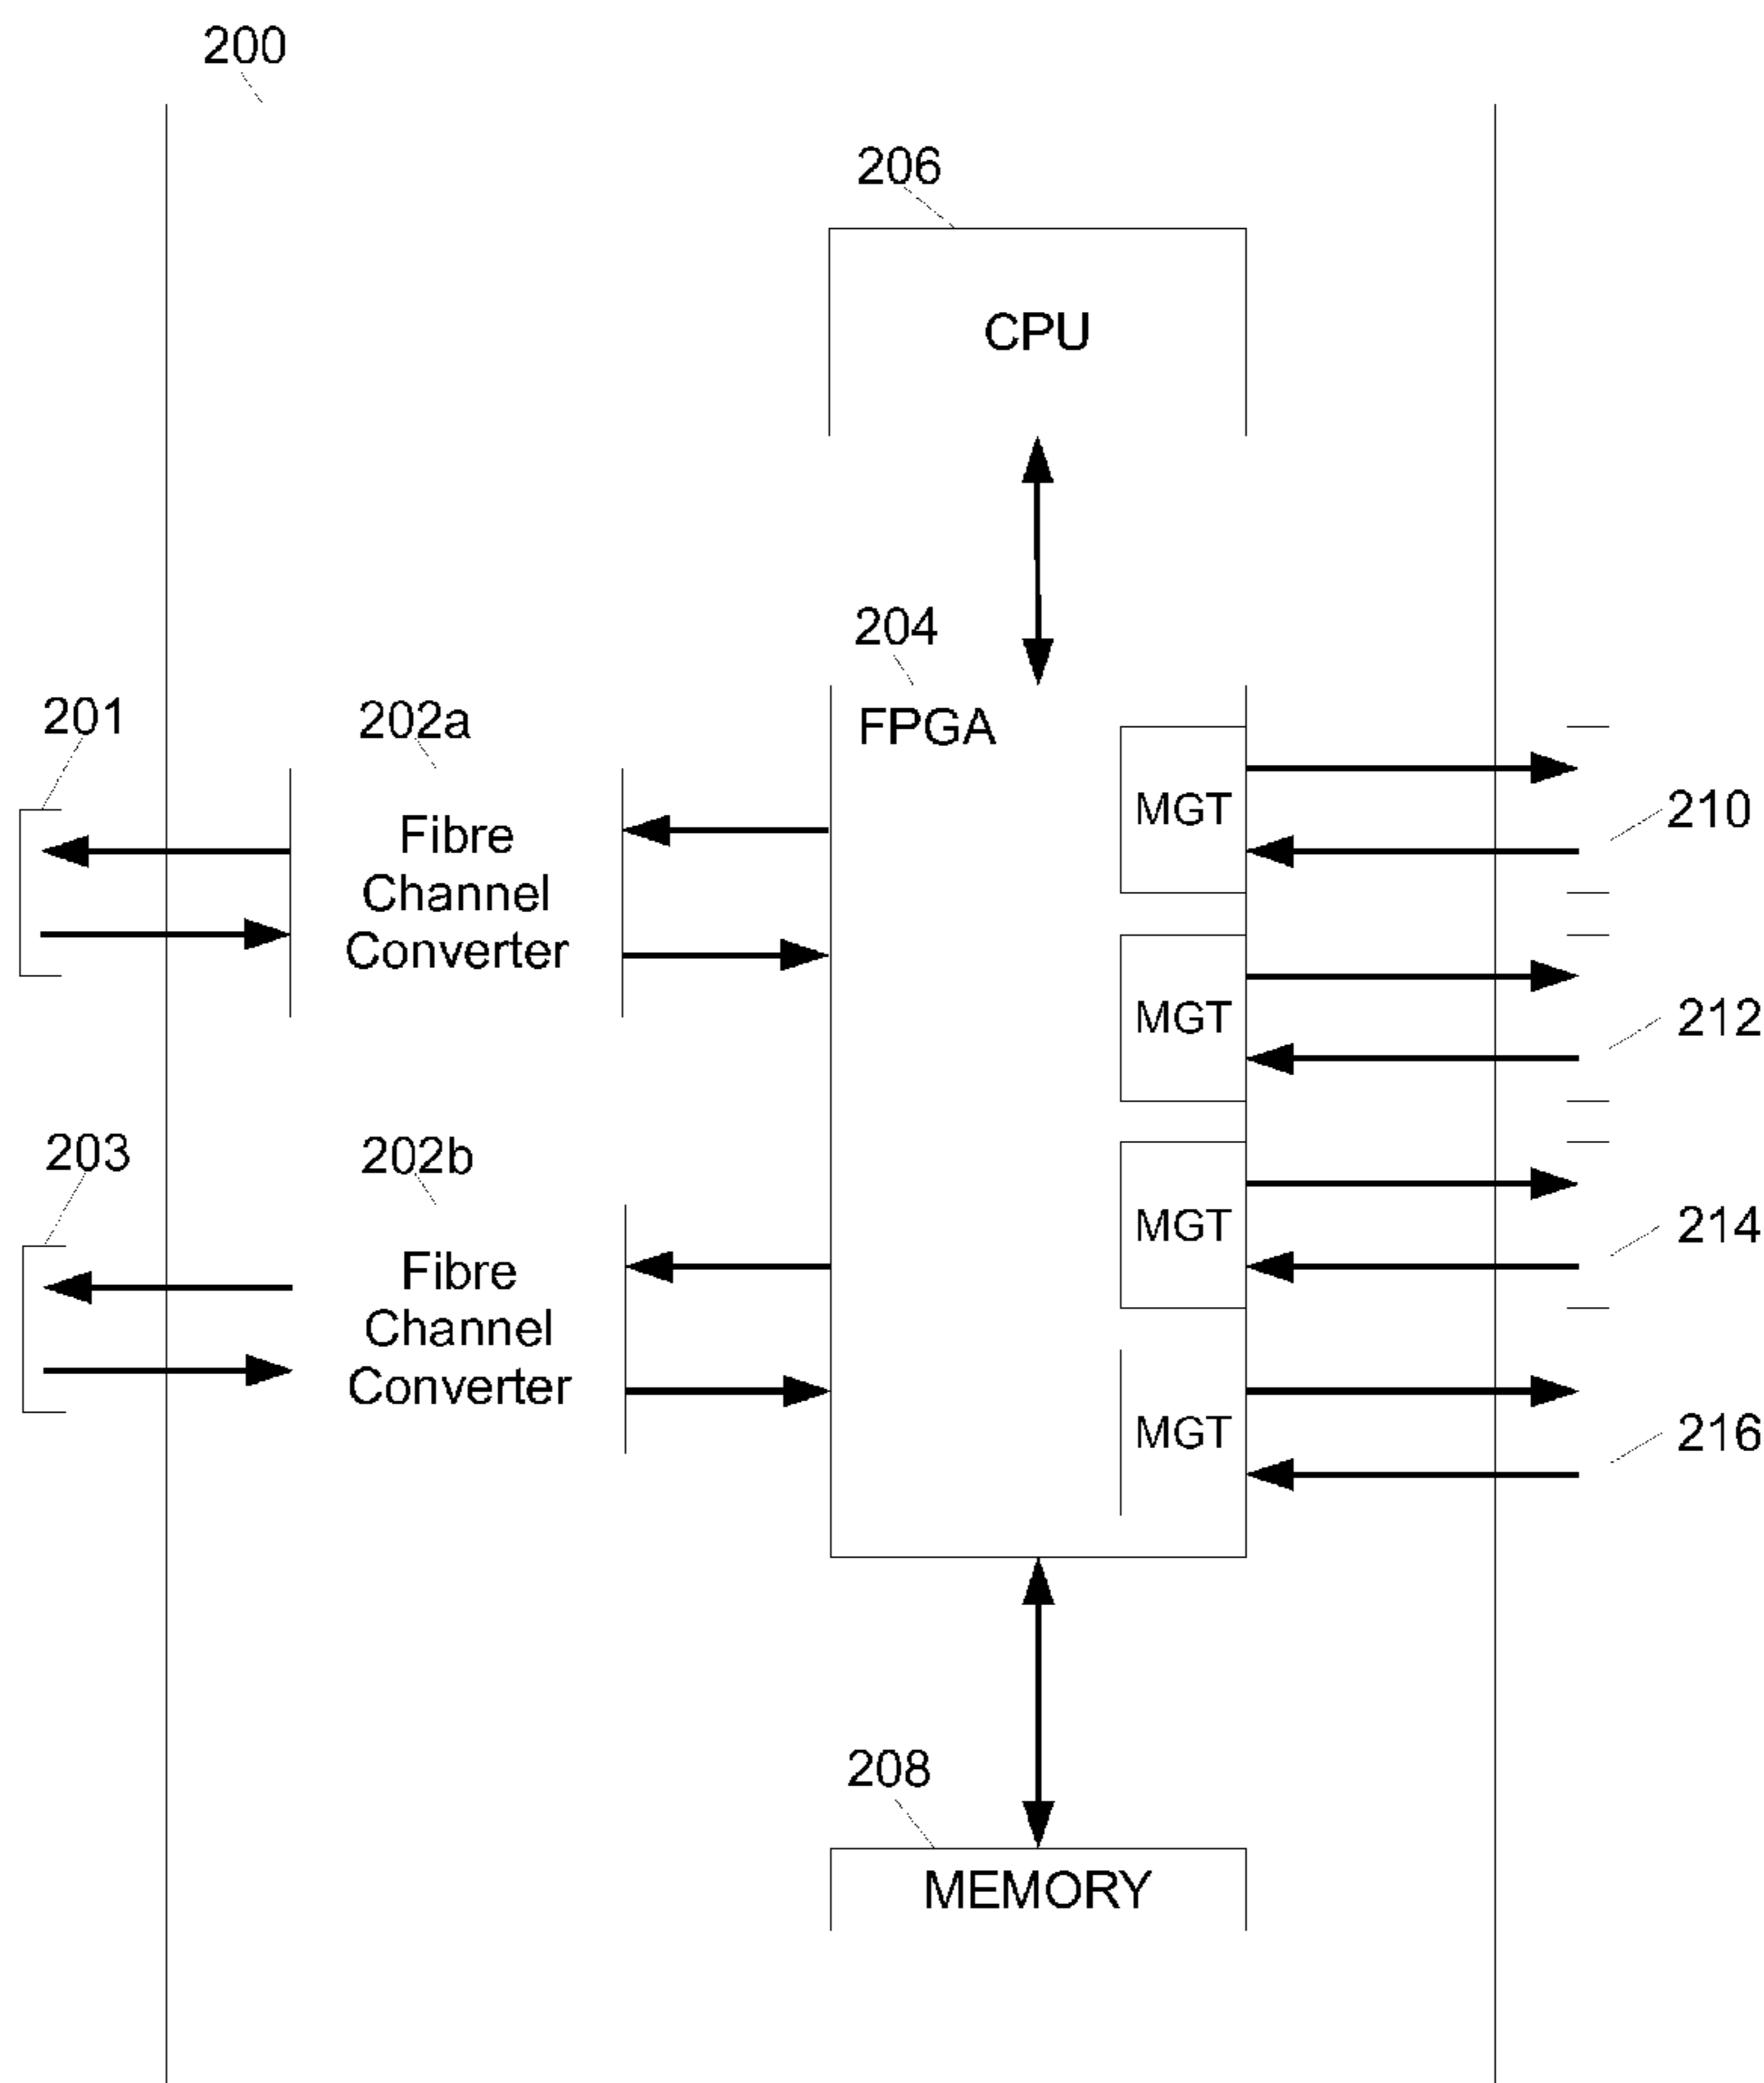 200
206
CPU
204
FPGA
201
202a
MGT
210
Fibre
Channel
Converter
MGT
212
203
202b
MGT
214
Fibre
Channel
Converter
MGT
216
208
MEMORY